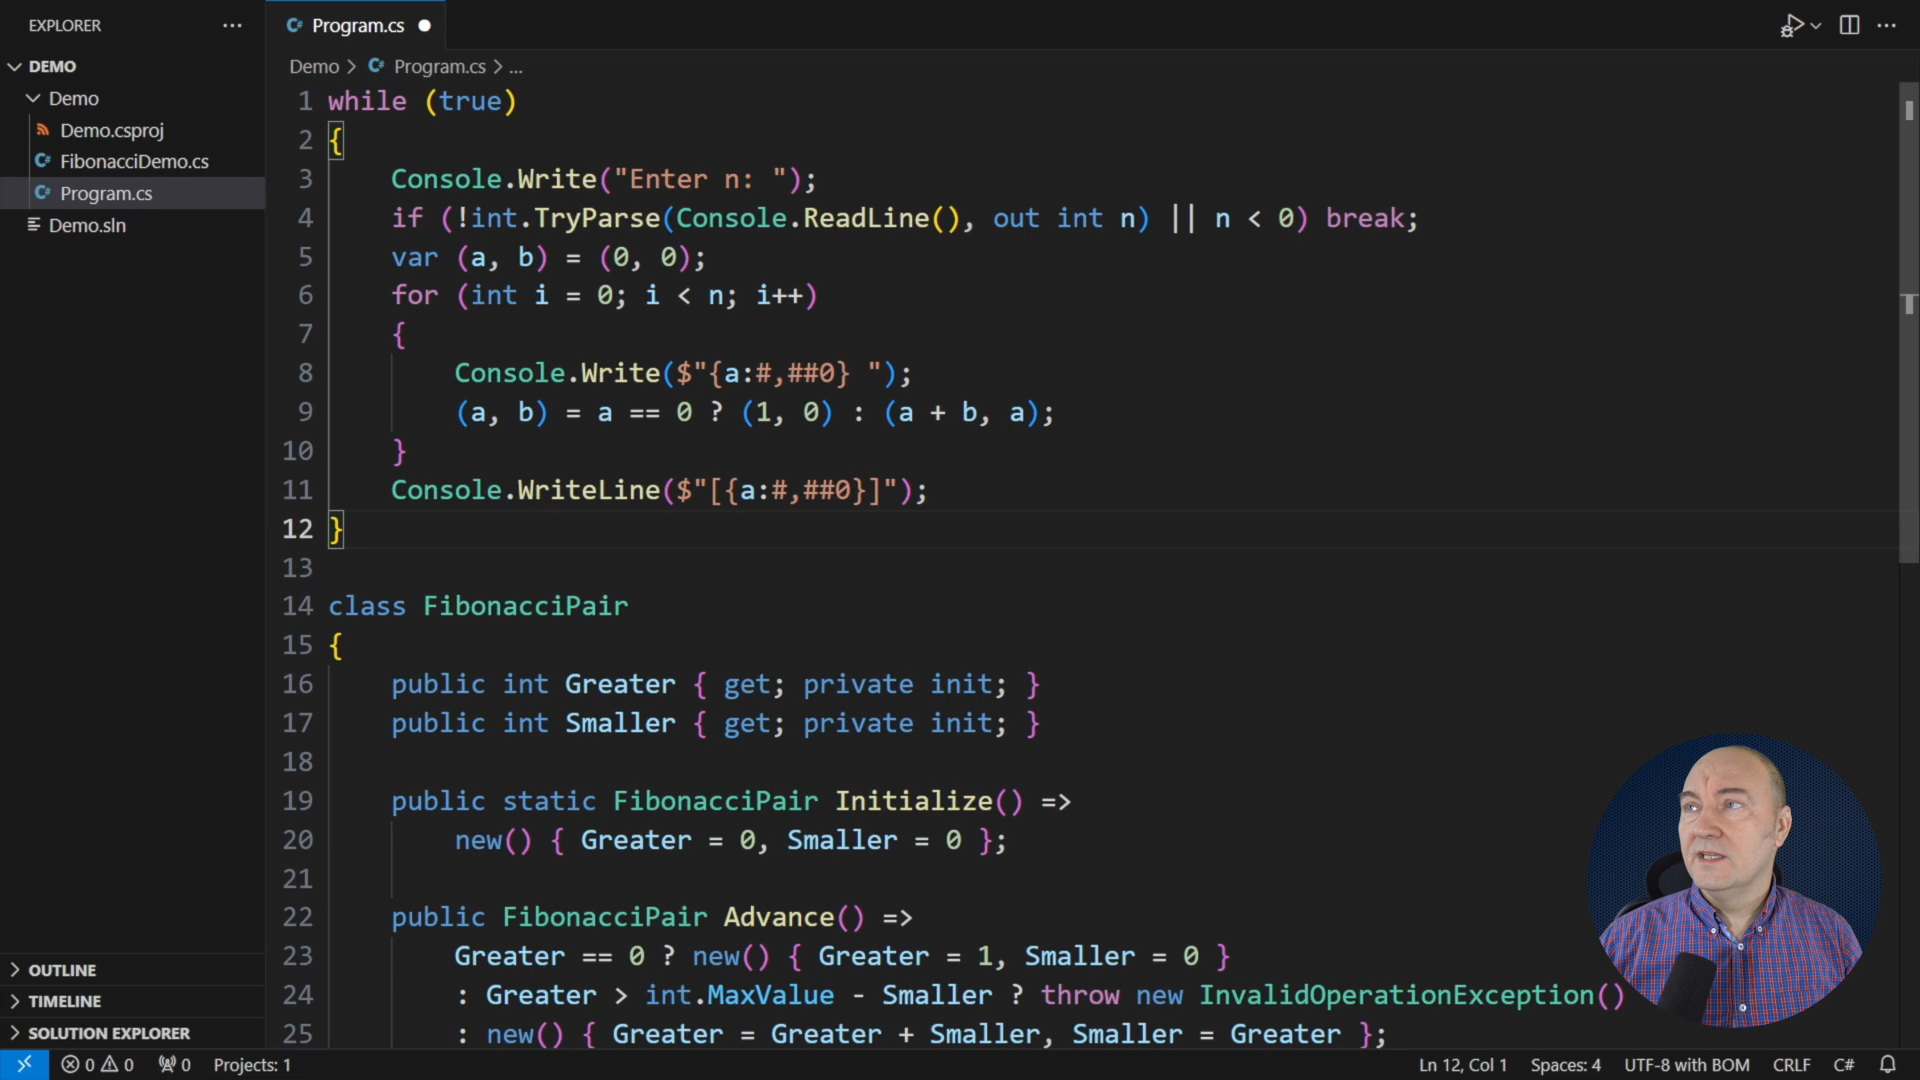 EXPLORER
DEMO
Demo
Demo.csproj
C# FibonacciDemo.cs
C# Program.cs
Demo.sln
OUTLINE
TIMELINE
SOLUTION EXPLORER
C# Program.cs
Demo > C# Program.cs > ...
1 while (true)
2 {
3 Console.Write("Enter n: ");
4 if (!int.TryParse(Console.ReadLine(), out int n) || n < 0) break;
5 var (a, b) = (0, 0);
6 for (int i = 0; i < n; i++)
7 {
8 Console.Write($"{a:#,##0} ");
9 (a, b) = a == 0 ? (1, 0) : (a + b, a);
10 }
11 Console.WriteLine($"[{a:#,##0}]");
12 }
13
14 class FibonacciPair
15 {
16 public int Greater { get; private init; }
17 public int Smaller { get; private init; }
18
19 public static FibonacciPair Initialize() =>
20 new() { Greater = 0, Smaller = 0 };
21
22 public FibonacciPair Advance() =>
23 Greater == 0 ? new() { Greater = 1, Smaller = 0 }
24 : Greater > int.MaxValue - Smaller ? throw new InvalidOperationException()
25 : new() { Greater = Greater + Smaller, Smaller = Greater };
0 0 0 Projects: 1 Ln 12, Col 1 Spaces: 4 UTF-8 with BOM CRLF C#